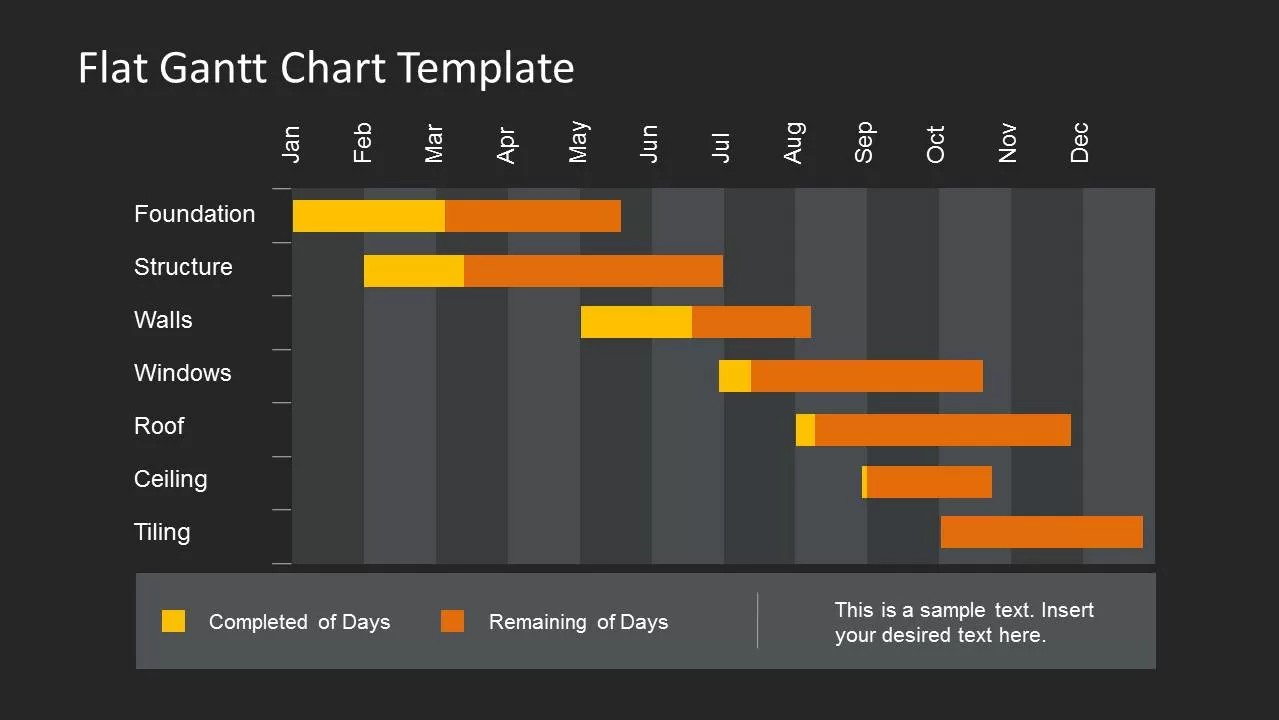 Flat Gantt Chart Template
Jan Feb Mar Apr May Jun Jul Aug Sep Oct Nov Dec
Foundation
Structure
Walls
Windows
Roof
Ceiling
Tiling
Completed of Days
Remaining of Days
This is a sample text. Insert
your desired text here.